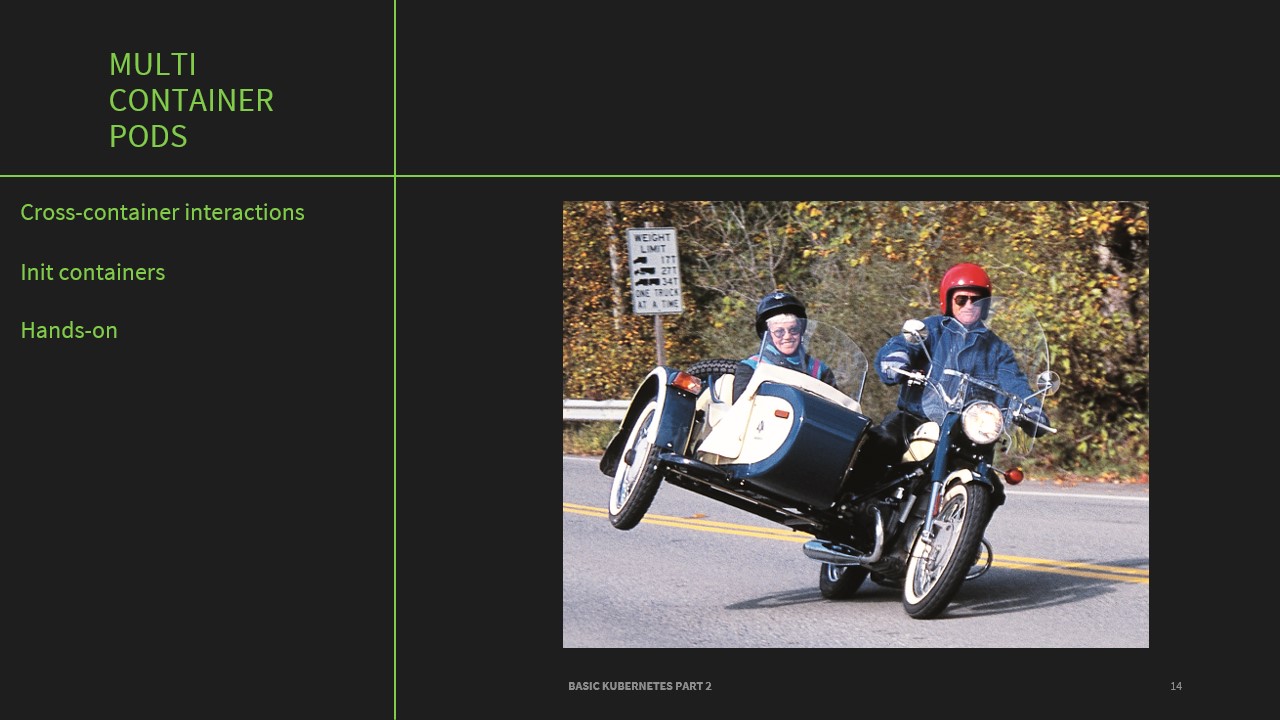 MULTI
CONTAINER
PODS
Cross-container interactions
Init containers
Hands-on
WEIGHT
LIMIT
17T
27T
34T
ONE TRUCK
AT A TIME
BASIC KUBERNETES PART 2
14